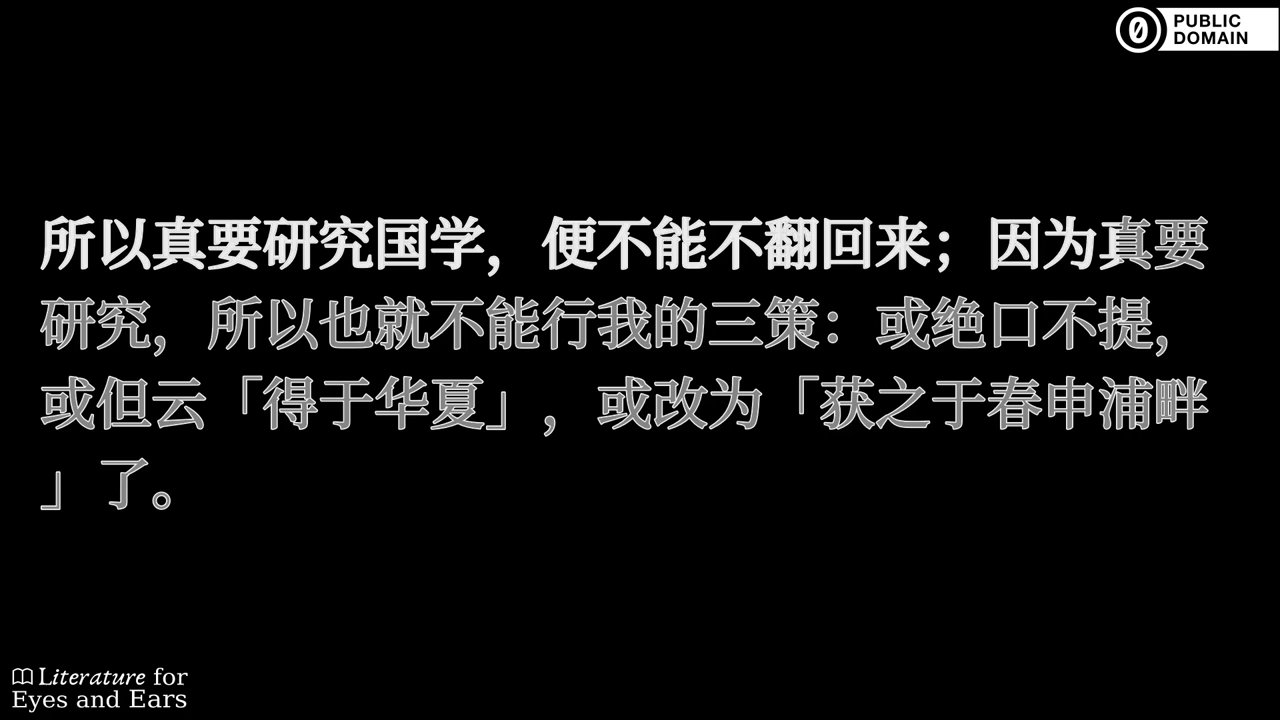 PUBLIC
DOMAIN
所以真要研究国学，便不能不翻回来；因为真要
研究，所以也就不能行我的三策：或绝口不提，
或但云「得于华夏」，或改为「获之于春申浦畔
」了。
Literature for
Eyes and Ears